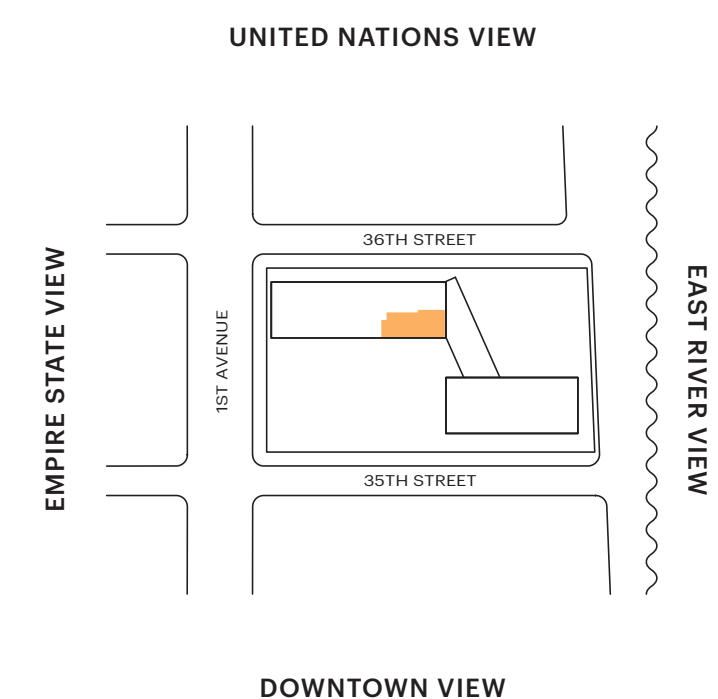 UNITED NATIONS VIEW
36TH STREET
EMPIRE STATE VIEW
1ST AVENUE
EAST RIVER VIEW
35TH STREET
DOWNTOWN VIEW